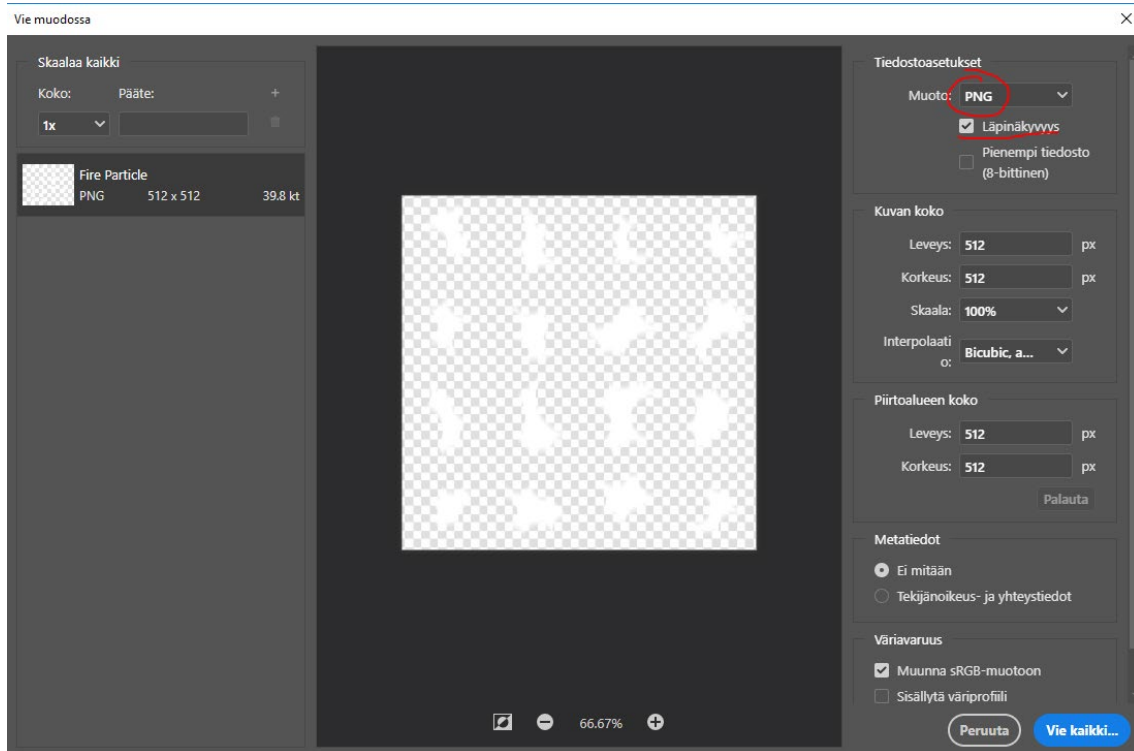 Vie muodossa
Skaalaa kaikki
Koko: Pääte:
1x
Fire Particle
PNG 512 x 512 39.8 kt
66.67%
Tiedostoasetukset
Muoto: PNG
Läpinäkyvyys
Pienempi tiedosto
(8-bittinen)
Kuvan koko
Leveys: 512 px
Korkeus: 512 px
Skaala: 100%
Interpolaati
o:
Bicubic, a...
Piirtoalueen koko
Leveys: 512 px
Korkeus: 512 px
Palauta
Metatiedot
Ei mitään
Tekijänoikeus- ja yhteystiedot
Väriavaruus
Muunna sRGB-muotoon
Sisällytä väriprofiili
Peruuta
Vie kaikki...